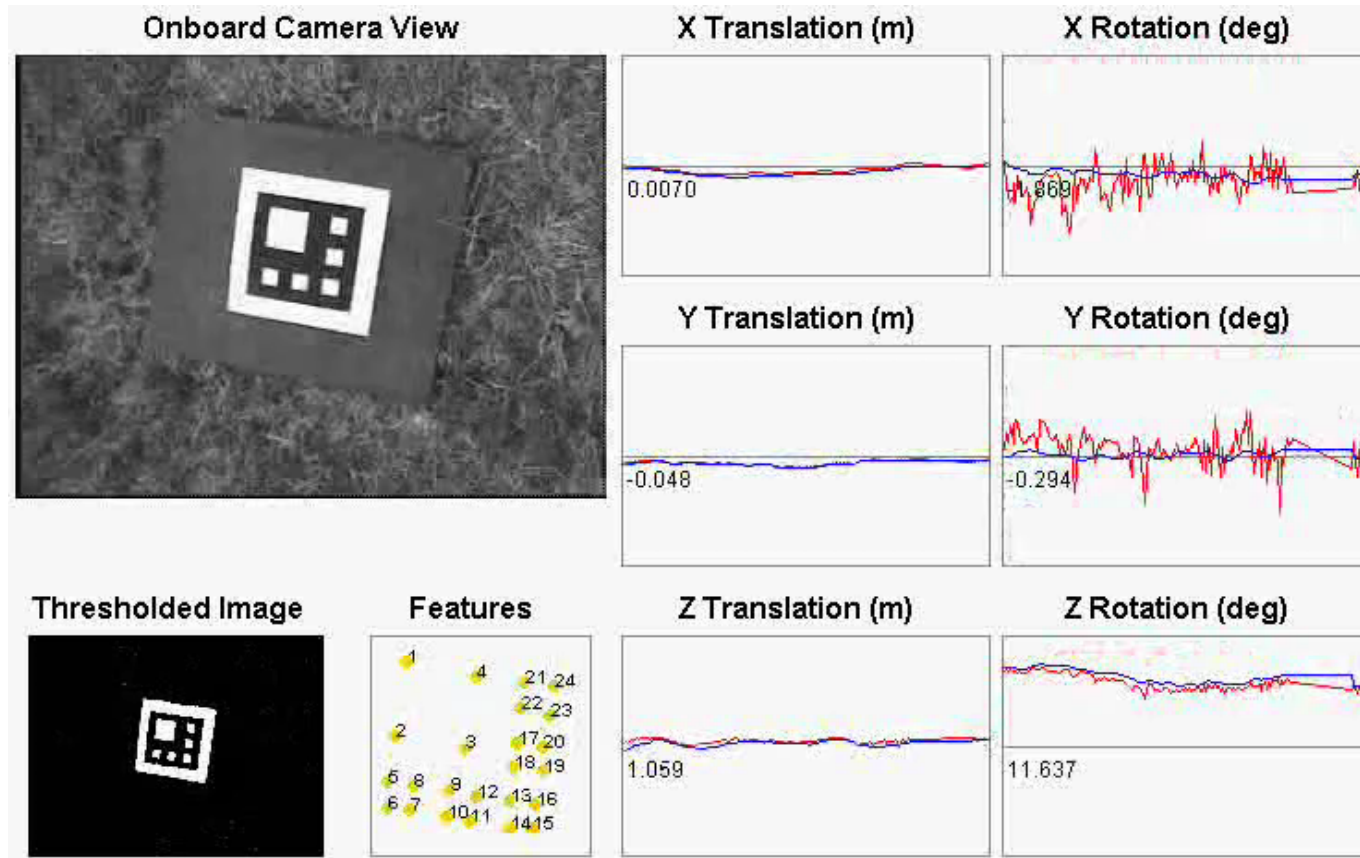 Onboard Camera View
X Translation (m)
X Rotation (deg)
0.0070
Y Translation (m)
Y Rotation (deg)
-0.048
-0.294
Thresholded Image
Features
Z Translation (m)
Z Rotation (deg)
1
4
21 24
22
23
2
3
17 20
18 19
5
8
9
12
13
16
6
7
10
11
14
15
1.059
11.637